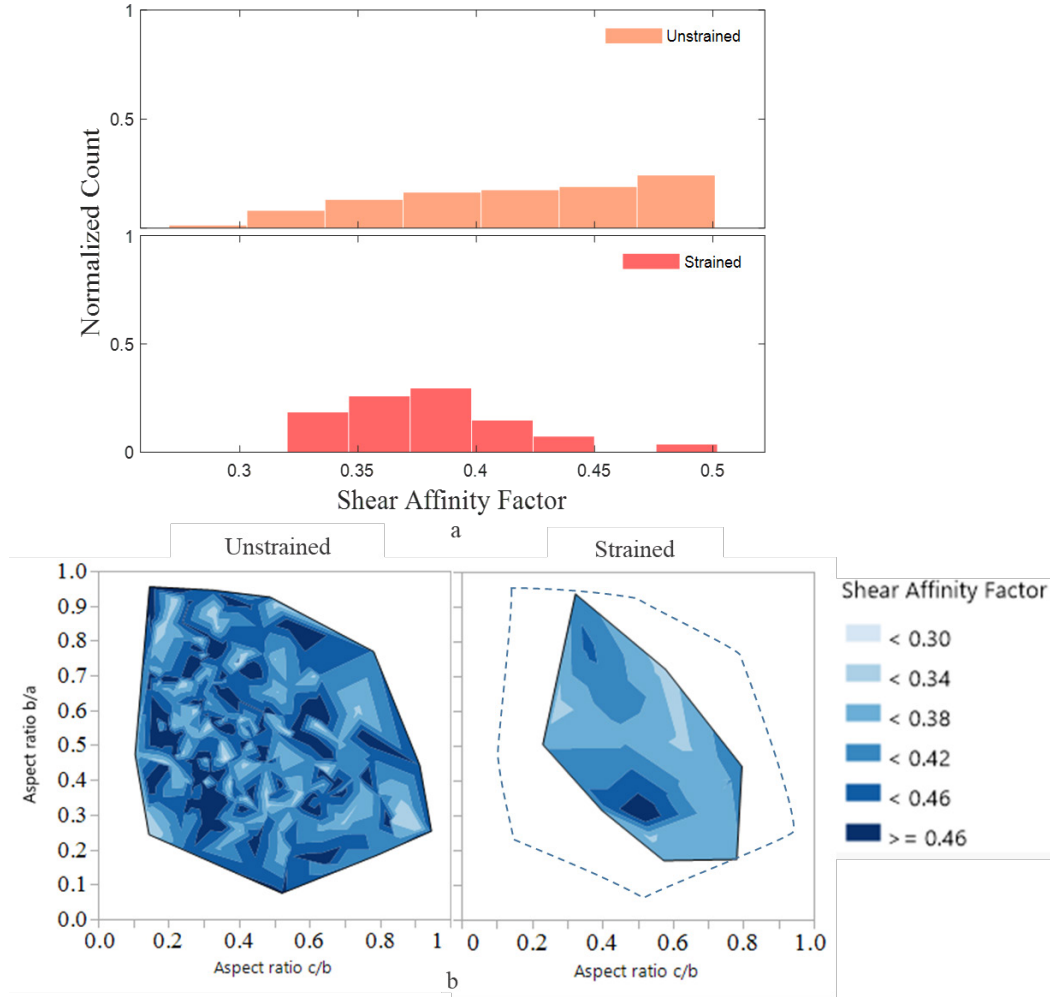 1
Unstrained
0.5
Normalized Count
1
Strained
0.5
0
0.3 0.35 0.4 0.45 0.5
Shear Affinity Factor
a
Unstrained Strained
1.0
0.9
0.8
0.7
0.6
0.5
0.4
0.3
0.2
0.1
0.0
Aspect ratio b/a
0.0 0.2 0.4 0.6 0.8 1
Aspect ratio c/b
0 0.2 0.4 0.6 0.8 1.0
Aspect ratio c/b
Shear Affinity Factor
< 0.30
< 0.34
< 0.38
< 0.42
< 0.46
>= 0.46
b